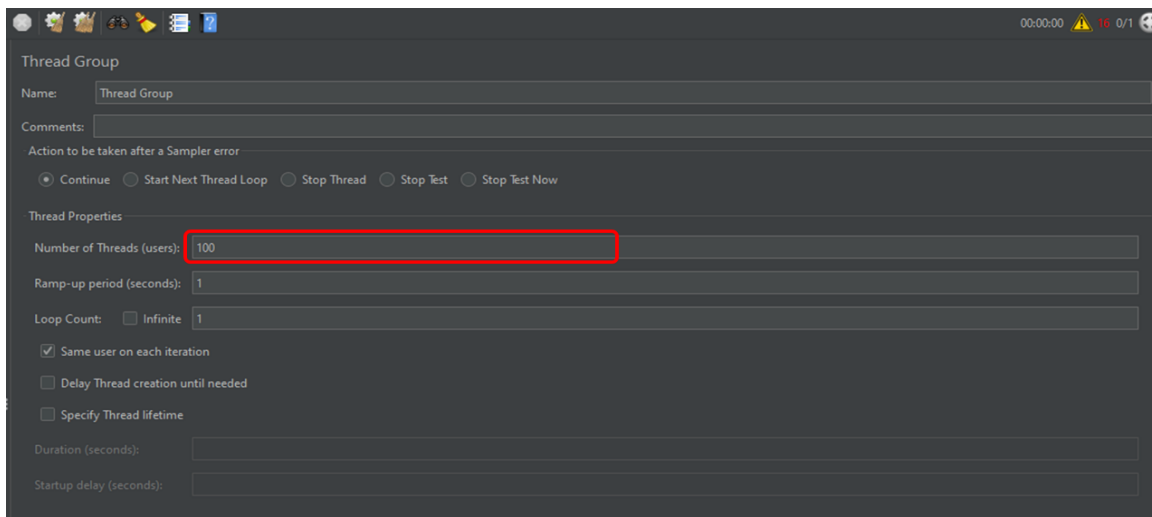 00:00:00 16 0/1
Thread Group
Name: Thread Group
Comments:
Action to be taken after a Sampler error
Continue Start Next Thread Loop Stop Thread Stop Test Stop Test Now
Thread Properties
Number of Threads (users): 100
Ramp-up period (seconds): 1
Loop Count: Infinite 1
Same user on each iteration
Delay Thread creation until needed
Specify Thread lifetime
Duration (seconds):
Startup delay (seconds):